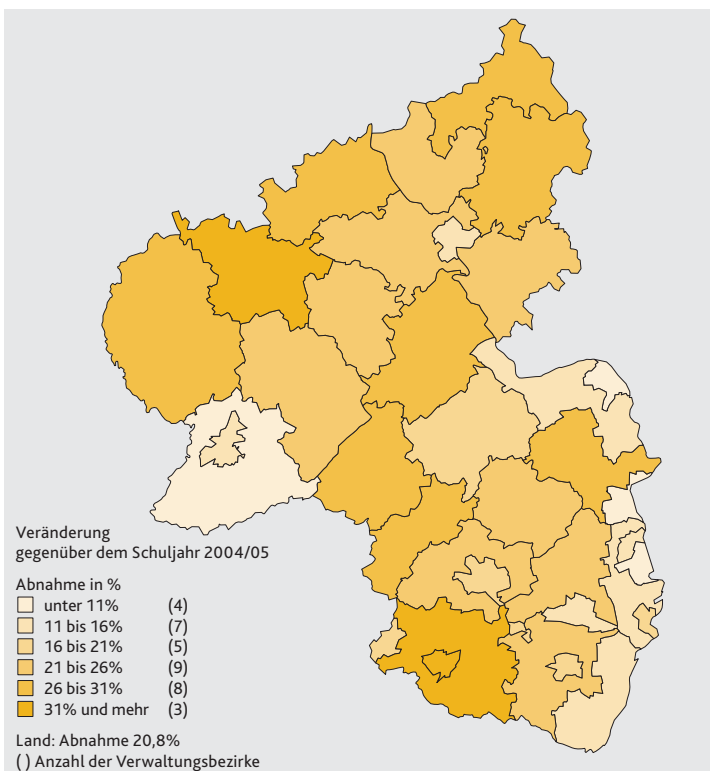 Veränderung
gegenüber dem Schuljahr 2004/05
Abnahme in %
unter 11% (4)
11 bis 16% (7)
16 bis 21% (5)
21 bis 26% (9)
26 bis 31% (8)
31% und mehr (3)
Land: Abnahme 20,8%
( ) Anzahl der Verwaltungsbezirke